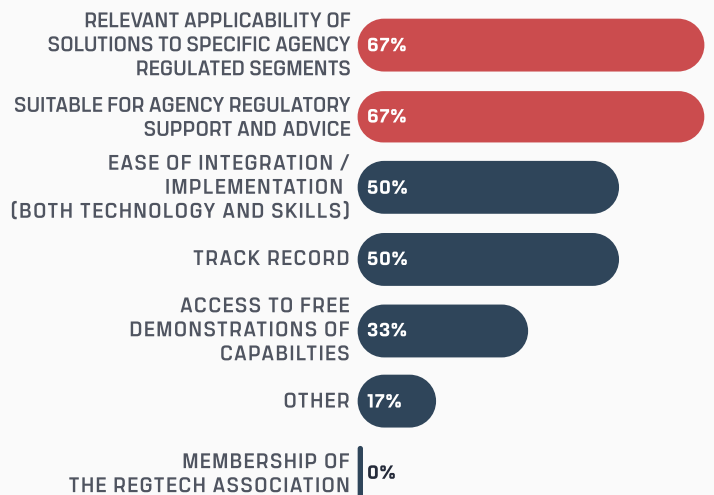 RELEVANT APPLICABILITY OF
SOLUTIONS TO SPECIFIC AGENCY
REGULATED SEGMENTS
67%
SUITABLE FOR AGENCY REGULATORY
SUPPORT AND ADVICE
67%
EASE OF INTEGRATION /
IMPLEMENTATION
(BOTH TECHNOLOGY AND SKILLS)
50%
TRACK RECORD
50%
ACCESS TO FREE
DEMONSTRATIONS OF
CAPABILTIES
33%
OTHER
17%
MEMBERSHIP OF
THE REGTECH ASSOCIATION
0%